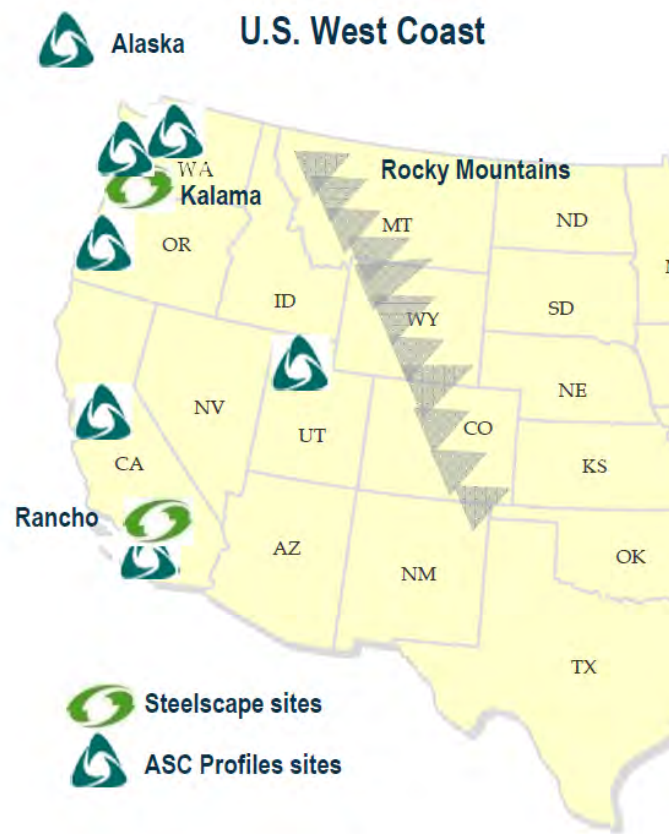 U.S. West Coast
Alaska
WA
Kalama
Rocky Mountains
MT
ND
OR
ID
SD
WY
NE
NV
UT
CO
CA
KS
Rancho
AZ
NM
OK
TX
Steelscape sites
ASC Profiles sites